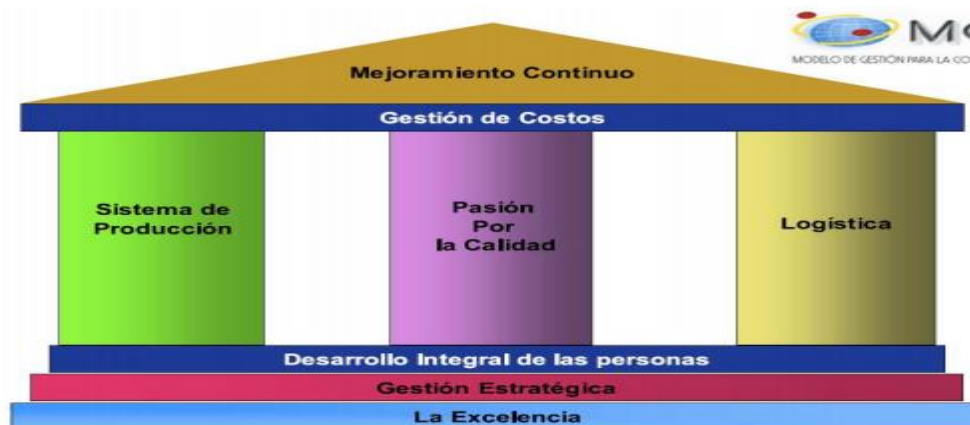 MODELO DE GESTIÓN PARA LA
Mejoramiento Continuo
Gestión de Costos
Sistema de
Producción
Pasión
Por
la Calidad
Logística
Desarrollo Integral de las personas
Gestión Estratégica
La Excelencia